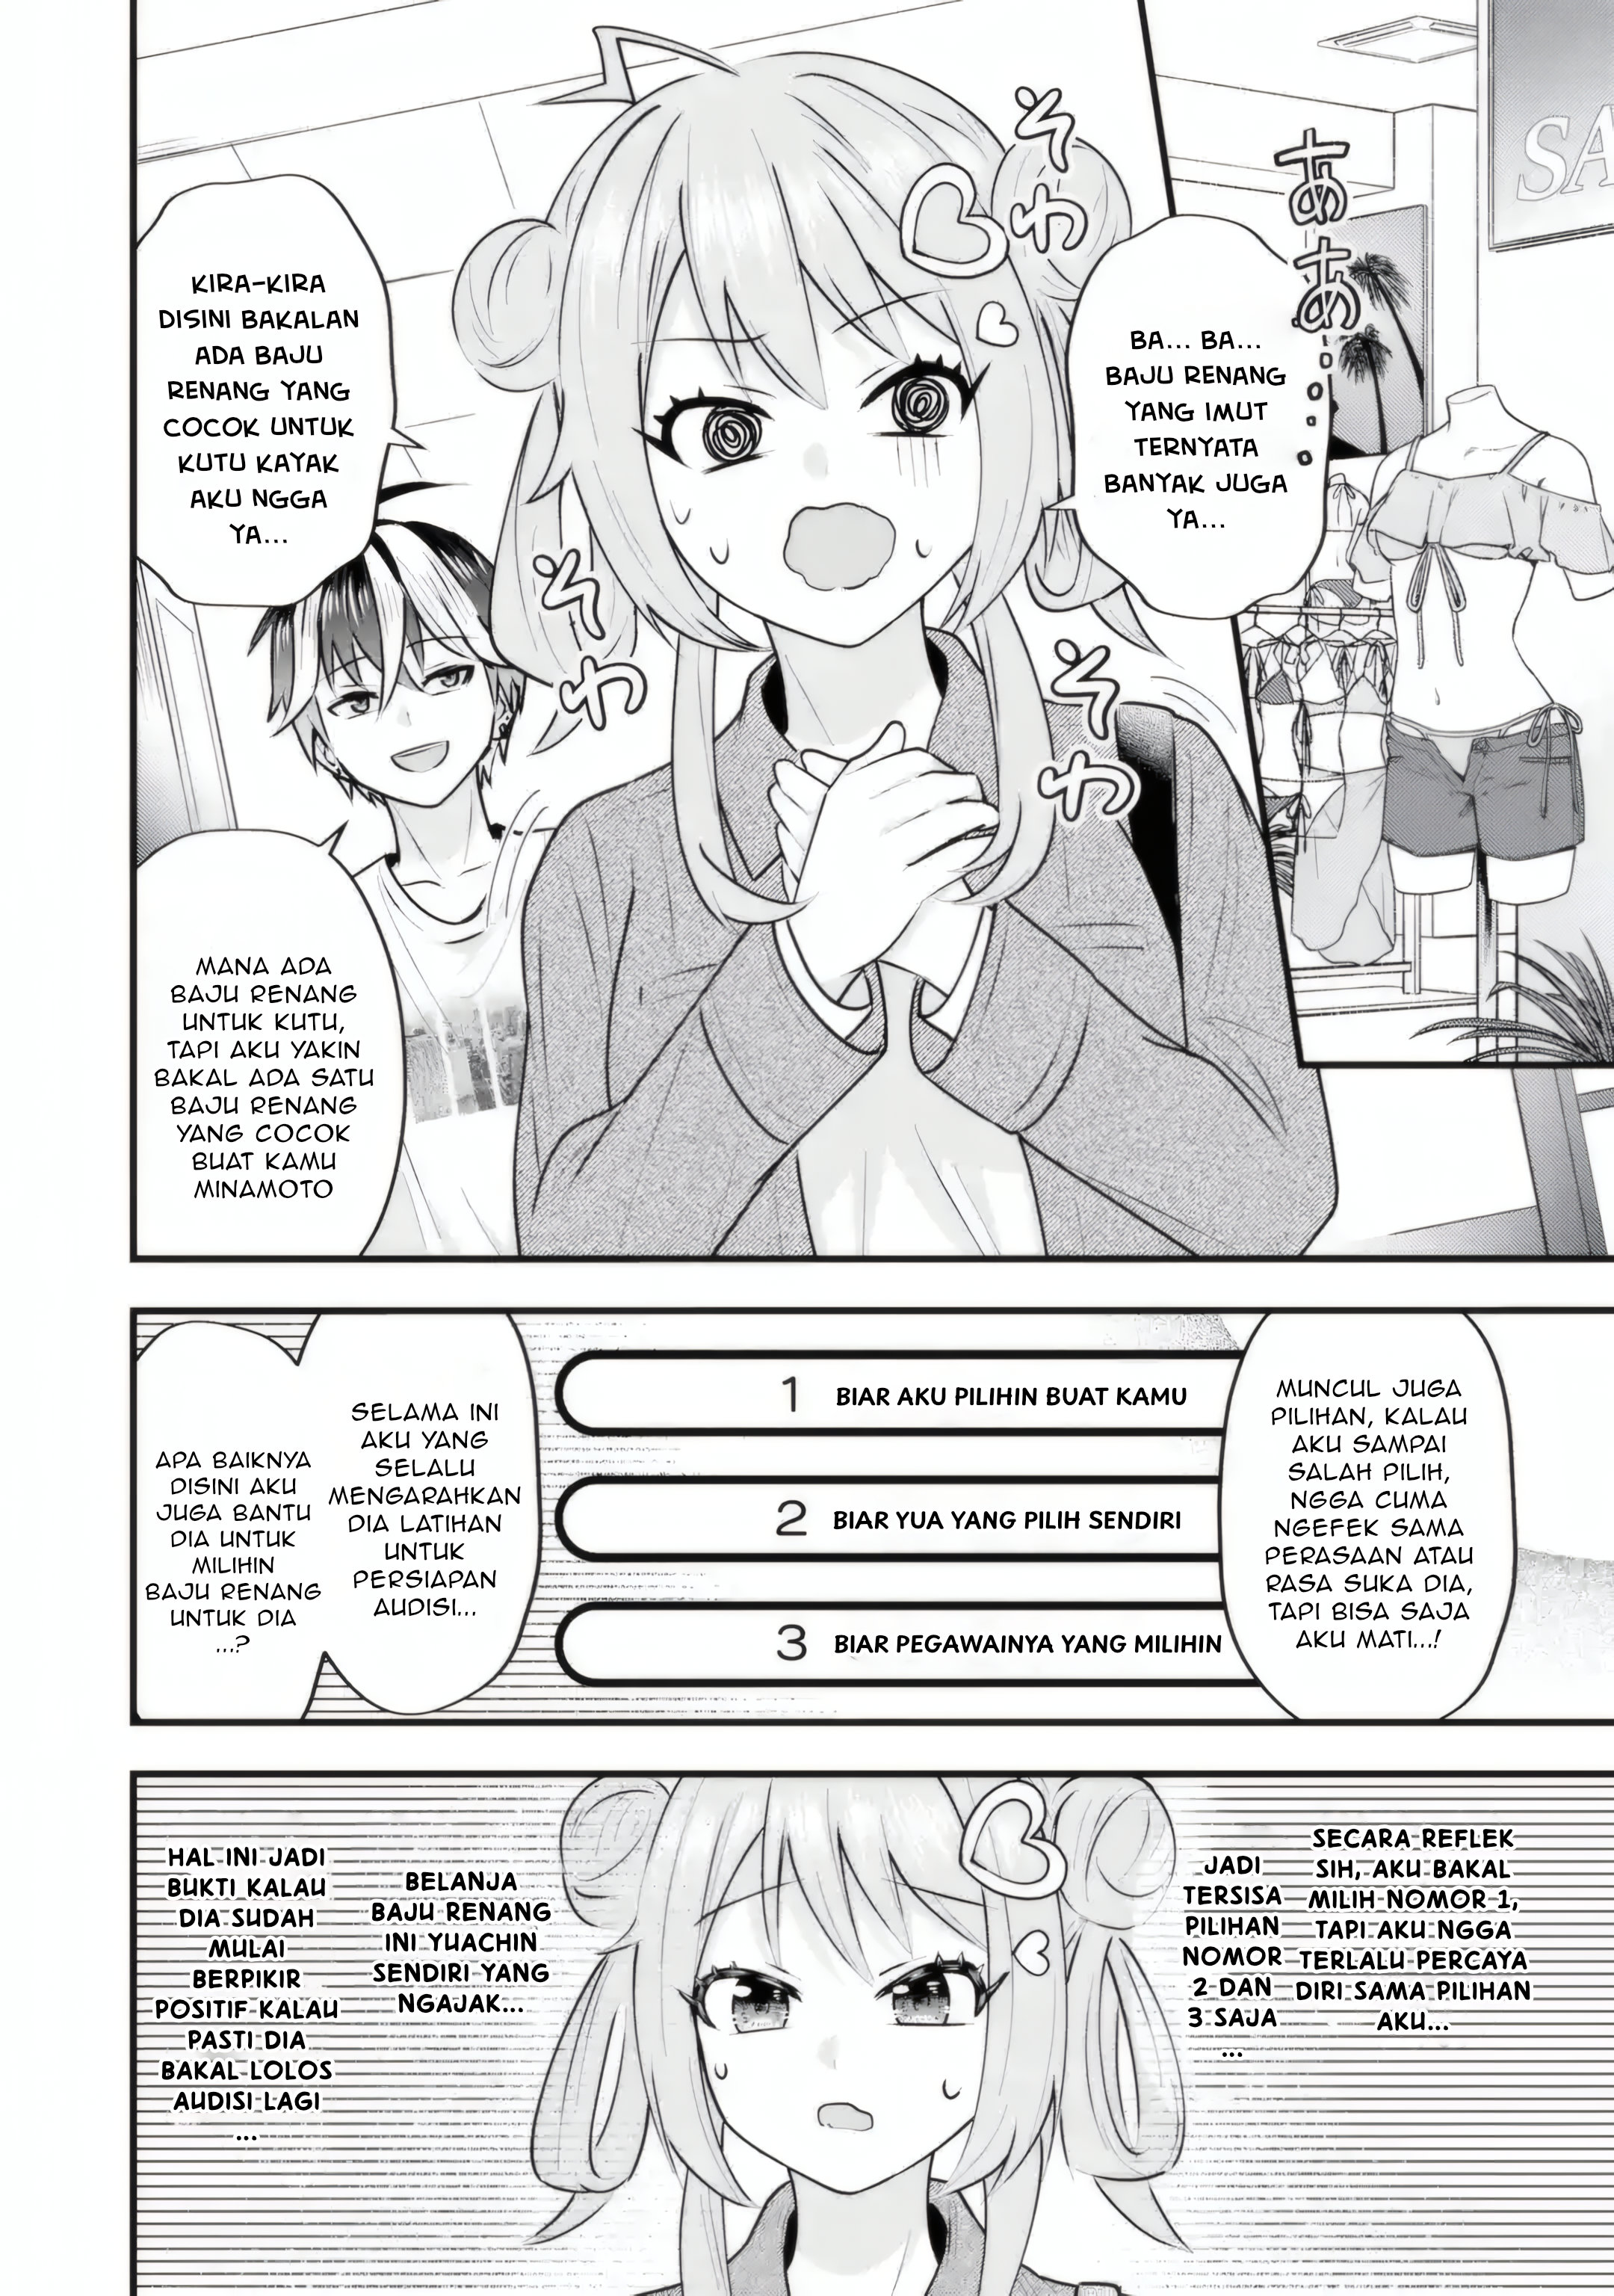 SA
ああ...
BA... BA...
BAJU RENANG
YANG IMUT
TERNYATA
BANYAK JUGA
YA...
そわ
そわ
そわ
KIRA-KIRA
DISINI BAKALAN
ADA BAJU
RENANG YANG
COCOK UNTUK
KUTU KAYAK
AKU NGGA
YA...
MANA ADA
BAJU RENANG
UNTUK KUTU,
TAPI AKU YAKIN
BAKAL ADA SATU
BAJU RENANG
YANG COCOK
BUAT KAMU
MINAMOTO
MUNCUL JUGA
PILIHAN, KALAU
AKU SAMPAI
SALAH PILIH,
NGGA CUMA
NGEFEK SAMA
PERASAAN ATAU
RASA SUKA DIA,
TAPI BISA SAJA
AKU MATI...!
1 BIAR AKU PILIHIN BUAT KAMU
2 BIAR YUA YANG PILIH SENDIRI
3 BIAR PEGAWAINYA YANG MILIHIN
SELAMA INI
AKU YANG
SELALU
MENGARAHKAN
DIA LATIHAN
UNTUK
PERSIAPAN
AUDISI...
APA BAIKNYA
DISINI AKU
JUGA BANTU
DIA UNTUK
MILIHIN
BAJU RENANG
UNTUK DIA
...?
SECARA REFLEK
SIH, AKU BAKAL
MILIH NOMOR 1,
TAPI AKU NGGA
TERLALU PERCAYA
DIRI SAMA PILIHAN
AKU...
JADI
TERSISA
PILIHAN
NOMOR
2 DAN
3 SAJA
...
BELANJA
BAJU RENANG
INI YUACHIN
SENDIRI YANG
NGAJAK...
HAL INI JADI
BUKTI KALAU
DIA SUDAH
MULAI
BERPIKIR
POSITIF KALAU
PASTI DIA
BAKAL LOLOS
AUDISI LAGI
...